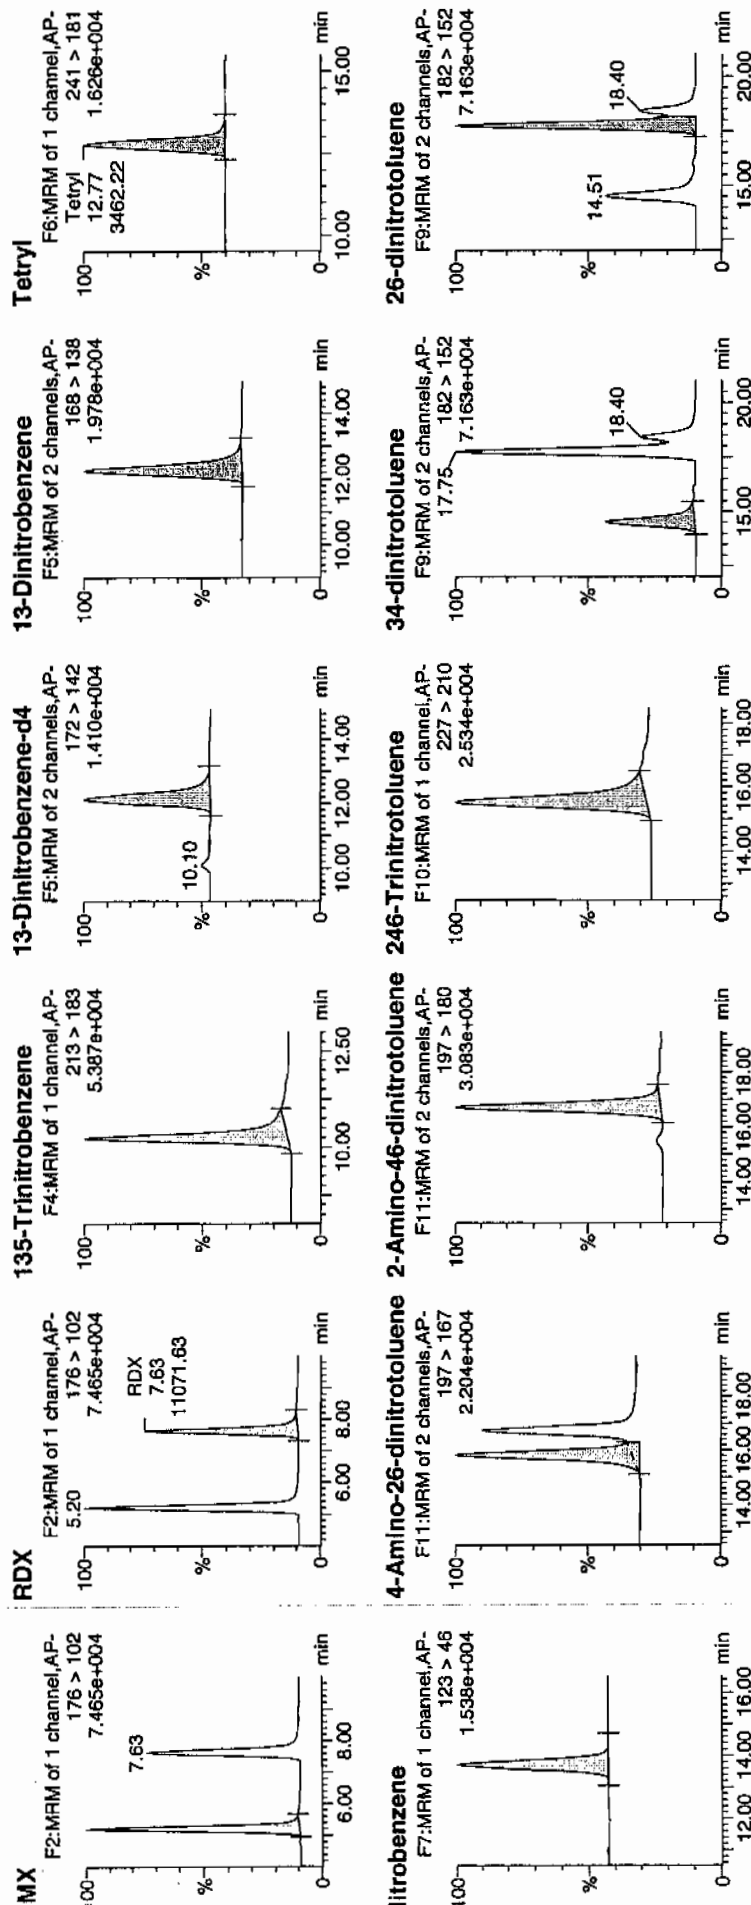 MX
F2:MRM of 1 channel,AP-
176 > 102
7.465e+004
00
7.63
%
0
6.00 8.00
min
RDX
F2:MRM of 1 channel,AP-
5.20 176 > 102
7.465e+004
100
RDX
7.63
11071.63
%
0
6.00 8.00
min
135-Trinitrobenzene
F4:MRM of 1 channel,AP-
213 > 183
5.387e+004
100
%
0
10.00 12.50
min
13-Dinitrobenzene-d4
F5:MRM of 2 channels,AP-
172 > 142
1.410e+004
100
10.10
%
0
10.00 12.00 14.00
min
13-Dinitrobenzene
F5:MRM of 2 channels,AP-
168 > 138
1.978e+004
100
%
0
10.00 12.00 14.00
min
Tetryl
F6:MRM of 1 channel,AP-
Tetryl 241 > 181
12.77 1.626e+004
3462.22
100
%
0
10.00 15.00
min
litrobenzene
F7:MRM of 1 channel,AP-
123 > 46
1.538e+004
100
%
0
12.00 14.00 16.00
min
4-Amino-26-dinitrotoluene
F11:MRM of 2 channels,AP-
197 > 167
2.204e+004
100
%
0
14.00 16.00 18.00
min
2-Amino-46-dinitrotoluene
F11:MRM of 2 channels,AP-
197 > 180
3.083e+004
100
%
0
14.00 16.00 18.00
min
246-Trinitrotoluene
F10:MRM of 1 channel,AP-
227 > 210
2.534e+004
100
%
0
14.00 16.00 18.00
min
34-dinitrotoluene
F9:MRM of 2 channels,AP-
17.75 182 > 152
7.163e+004
100
18.40
%
0
15.00 20.00
min
26-dinitrotoluene
F9:MRM of 2 channels,AP-
182 > 152
7.163e+004
100
14.51
18.40
%
0
15.00 20.00
min